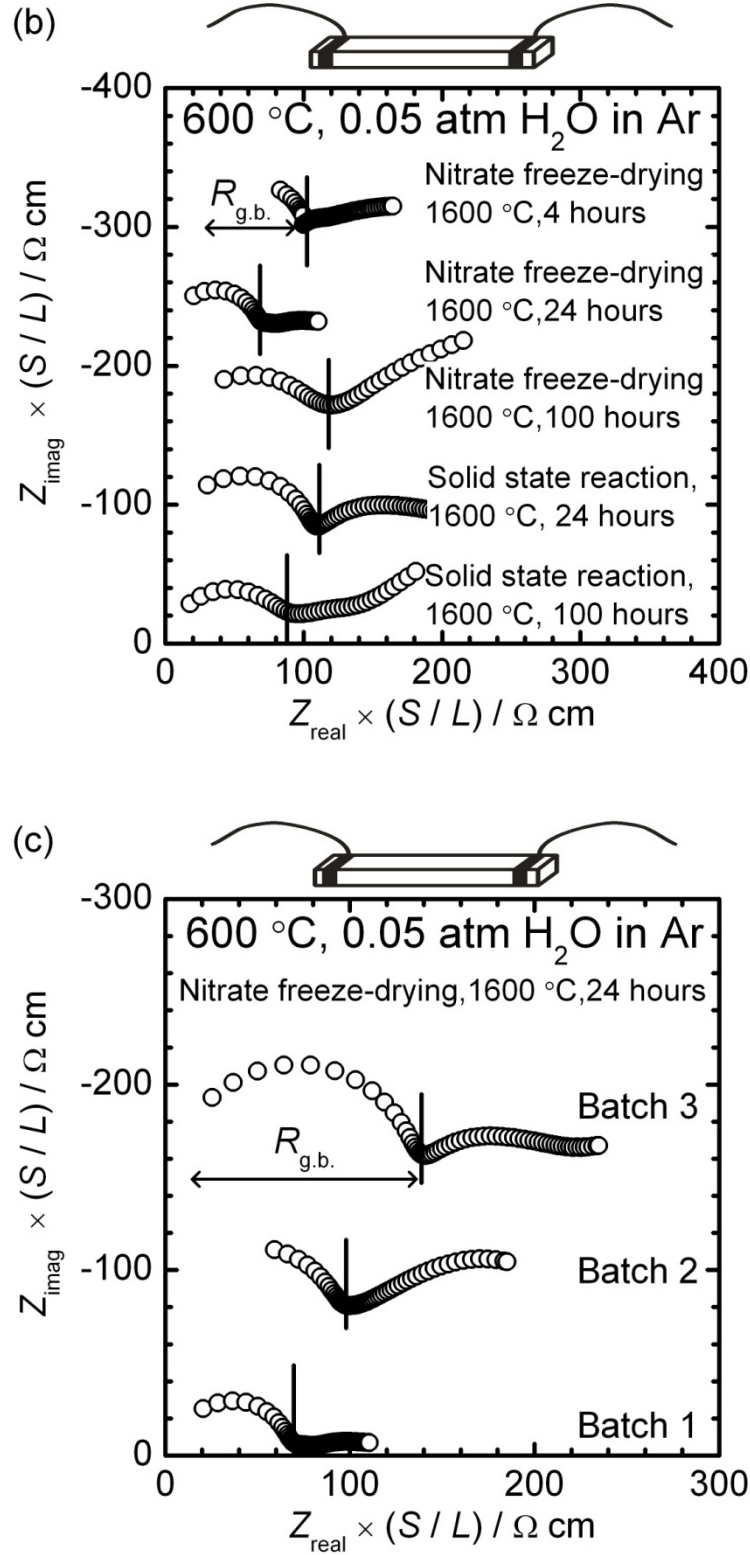 (b)
-400
600 °C, 0.05 atm H2O in Ar
Rg.b.
Nitrate freeze-drying
1600 °C,4 hours
-300
Nitrate freeze-drying
1600 °C,24 hours
-200
Nitrate freeze-drying
1600 °C,100 hours
Zimag × (S / L) / Ω cm
-100
Solid state reaction,
1600 °C, 24 hours
Solid state reaction,
1600 °C, 100 hours
0
0 100 200 300 400
Zreal × (S / L) / Ω cm
(c)
-300
600 °C, 0.05 atm H2O in Ar
Nitrate freeze-drying,1600 °C,24 hours
-200
Batch 3
Rg.b.
Zimag × (S / L) / Ω cm
-100
Batch 2
Batch 1
0
0 100 200 300
Zreal × (S / L) / Ω cm